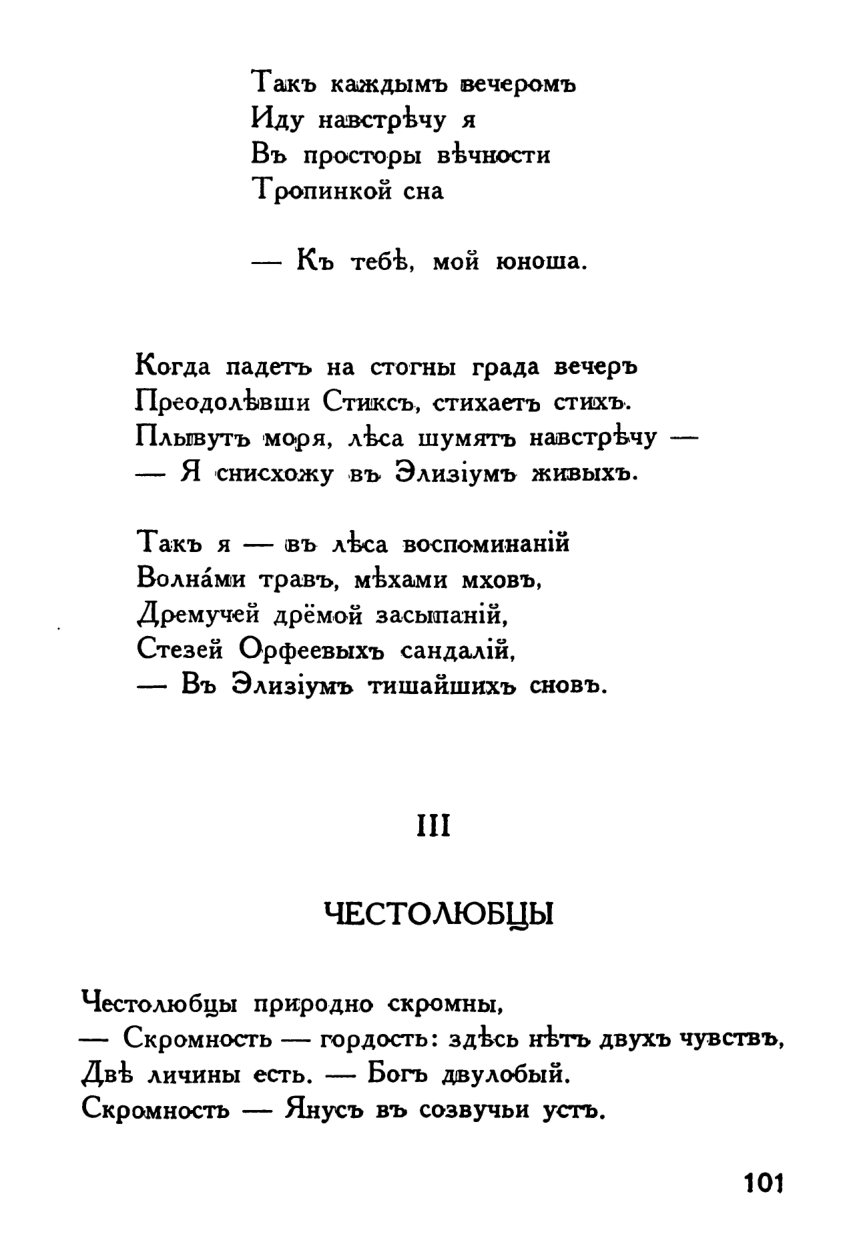 Такъ каждымъ вечеромъ
Иду навстрѣчу я
Въ просторы вѣчности
Тропинкой сна
— Къ тебѣ, мой юноша.
Когда падетъ на стогны града вечеръ
Преодолѣвши Стиксъ, стихаетъ стихъ.
Плывутъ моря, лѣса шумятъ навстрѣчу —
— Я снисхожу въ Элизіумъ живыхъ.
Такъ я — въ лѣса воспоминаній
Волна́ми травъ, мѣхами мховъ,
Дремучей дрёмой засыпаній,
Стезей Орфеевыхъ сандалій,
— Въ Элизіумъ тишайшихъ сновъ.
III
ЧЕСТОЛЮБЦЫ
Честолюбцы природно скромны,
— Скромность — гордость: здѣсь нѣтъ двухъ чувствъ,
Двѣ личины есть. — Богъ двулобый.
Скромность — Янусъ въ созвучьи устъ.
101